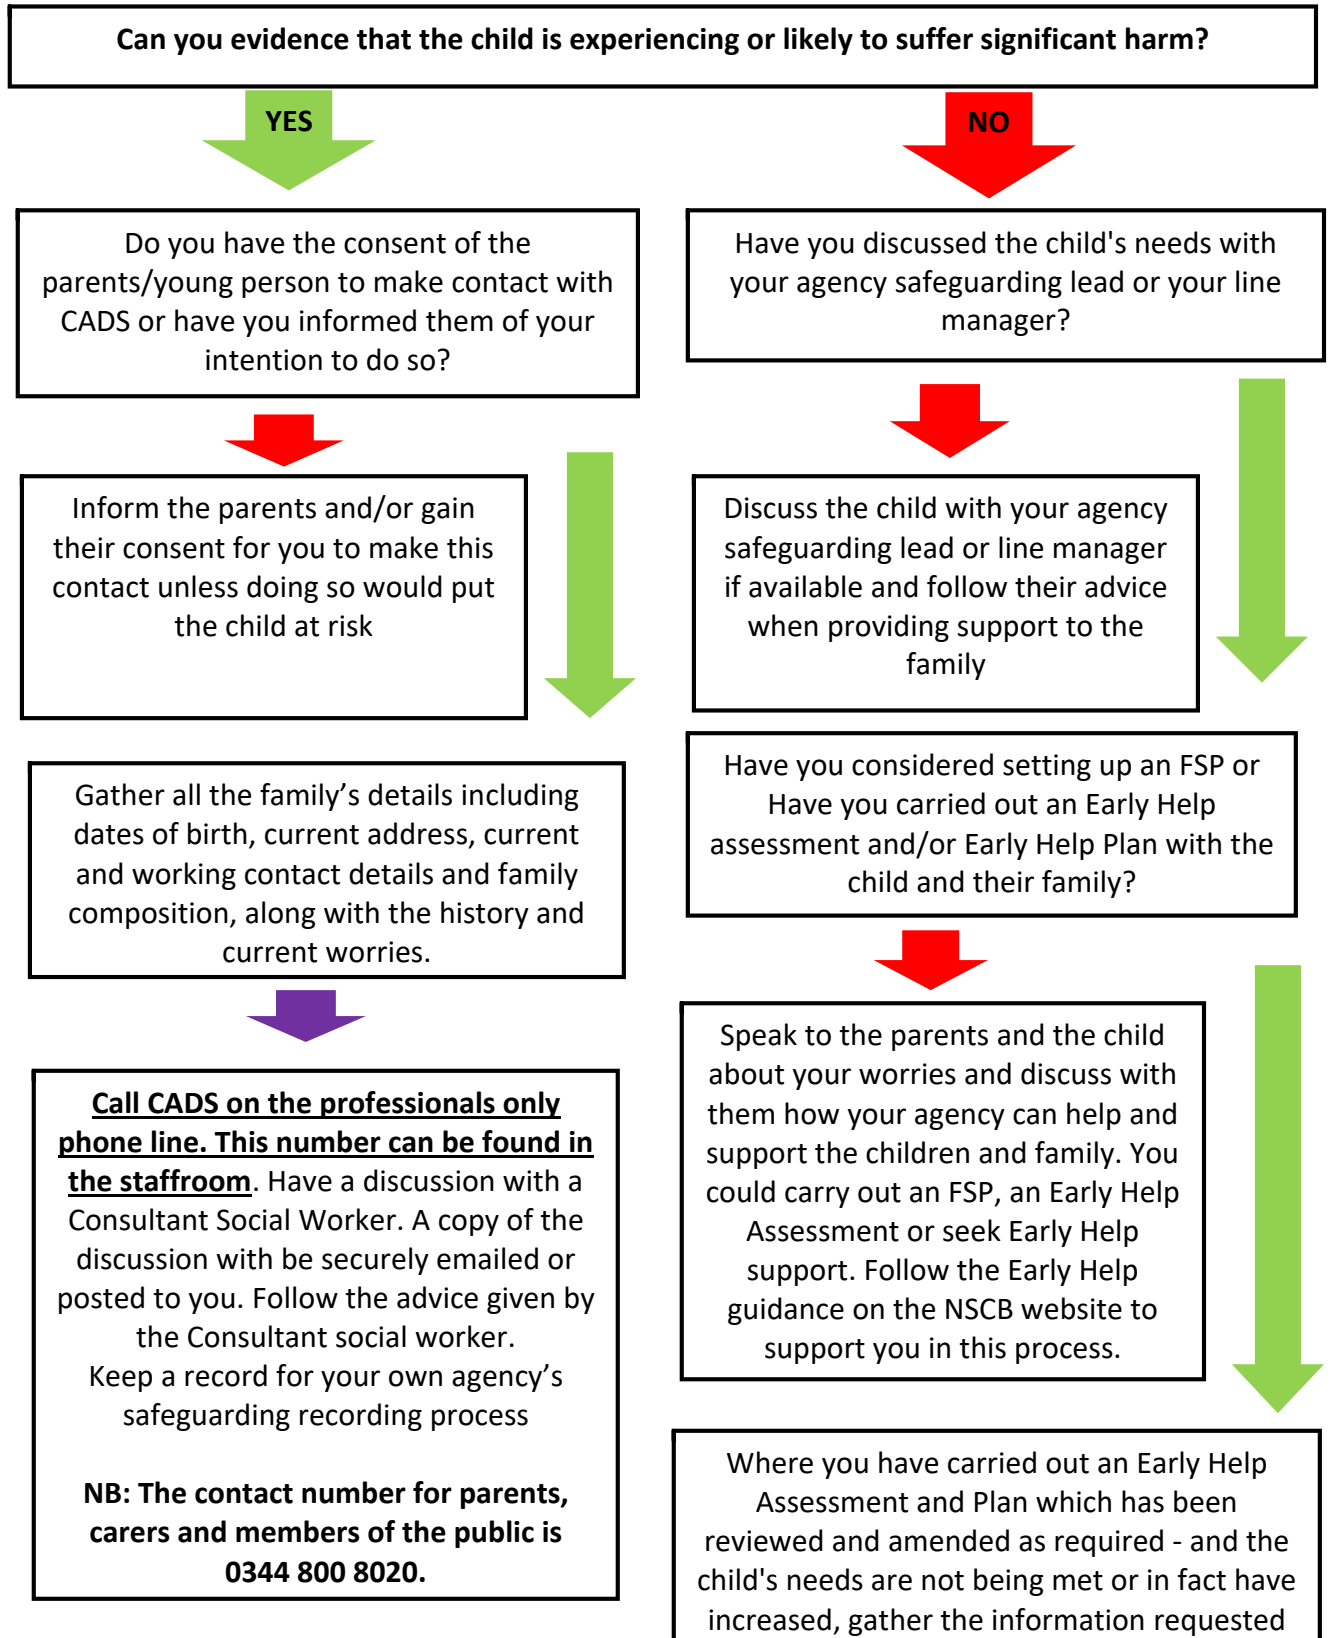 Can you evidence that the child is experiencing or likely to suffer significant harm?
YES
NO
Do you have the consent of the
parents/young person to make contact with
CADS or have you informed them of your
intention to do so?
Have you discussed the child's needs with
your agency safeguarding lead or your line
manager?
Inform the parents and/or gain
their consent for you to make this
contact unless doing so would put
the child at risk
Discuss the child with your agency
safeguarding lead or line manager
if available and follow their advice
when providing support to the
family
Gather all the family’s details including
dates of birth, current address, current
and working contact details and family
composition, along with the history and
current worries.
Have you considered setting up an FSP or
Have you carried out an Early Help
assessment and/or Early Help Plan with the
child and their family?
Call CADS on the professionals only
phone line. This number can be found in
the staffroom. Have a discussion with a
Consultant Social Worker. A copy of the
discussion with be securely emailed or
posted to you. Follow the advice given by
the Consultant social worker.
Keep a record for your own agency’s
safeguarding recording process
NB: The contact number for parents,
carers and members of the public is
0344 800 8020.
Speak to the parents and the child
about your worries and discuss with
them how your agency can help and
support the children and family. You
could carry out an FSP, an Early Help
Assessment or seek Early Help
support. Follow the Early Help
guidance on the NSCB website to
support you in this process.
Where you have carried out an Early Help
Assessment and Plan which has been
reviewed and amended as required - and the
child's needs are not being met or in fact have
increased, gather the information requested